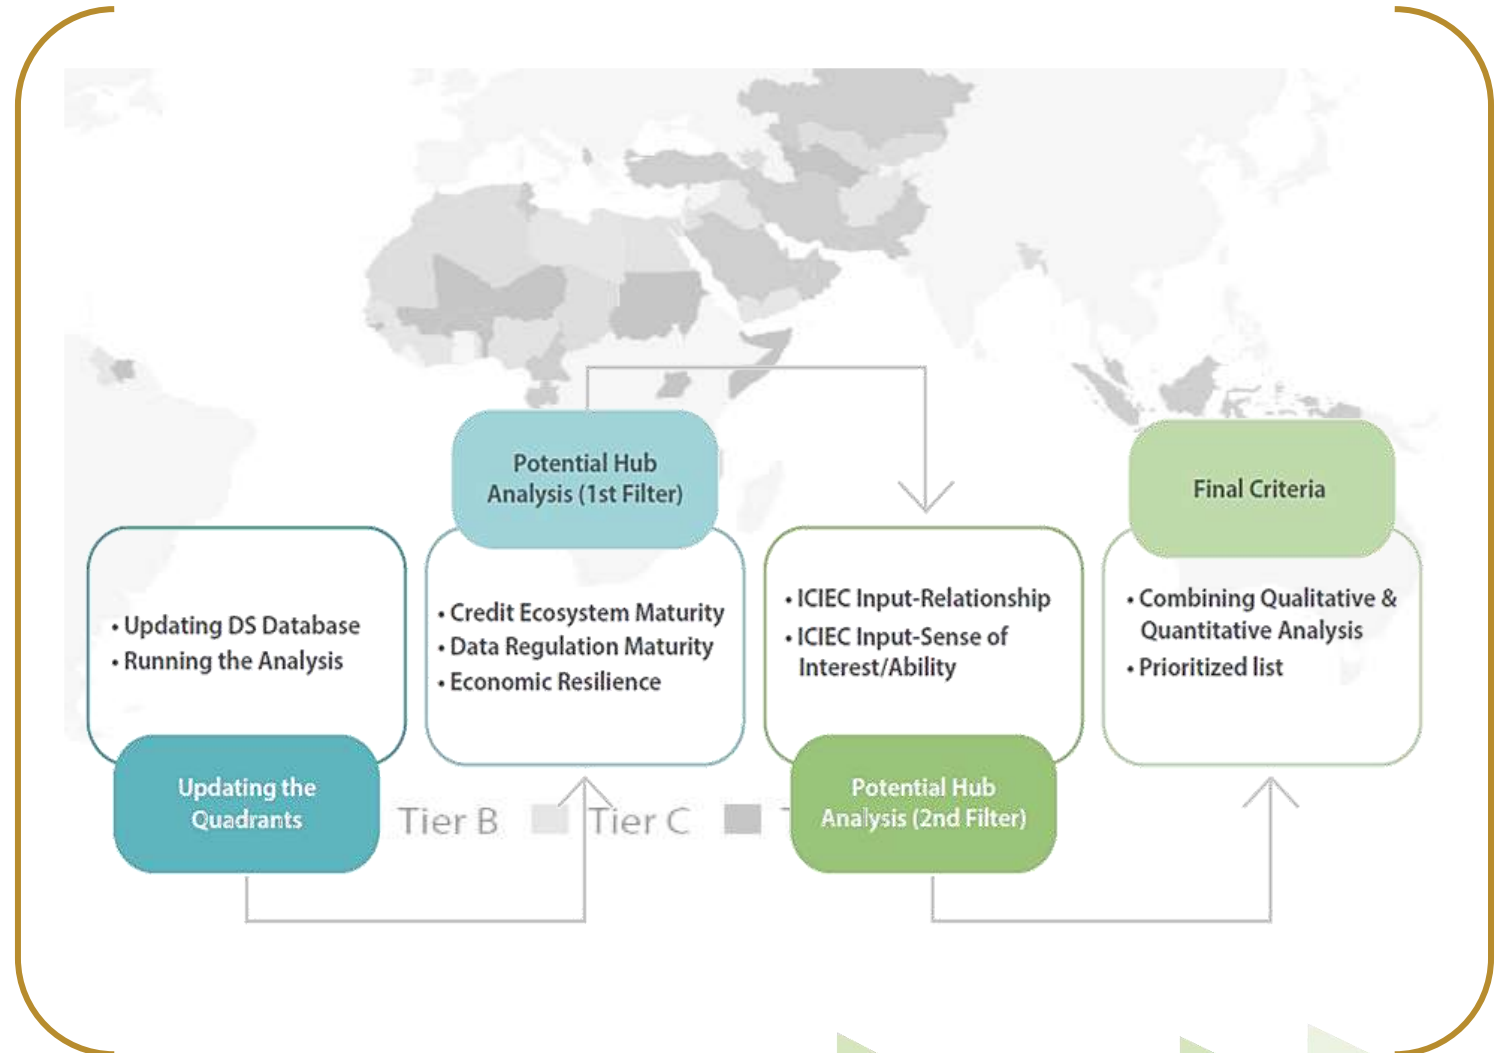 Potential Hub
Analysis (1st Filter)
Final Criteria
• Updating DS Database
• Running the Analysis
• Credit Ecosystem Maturity
• Data Regulation Maturity
• Economic Resilience
• ICIEC Input-Relationship
• ICIEC Input-Sense of
Interest/Ability
• Combining Qualitative &
Quantitative Analysis
• Prioritized list
Updating the
Quadrants
Tier B
Tier C
Potential Hub
Analysis (2nd Filter)